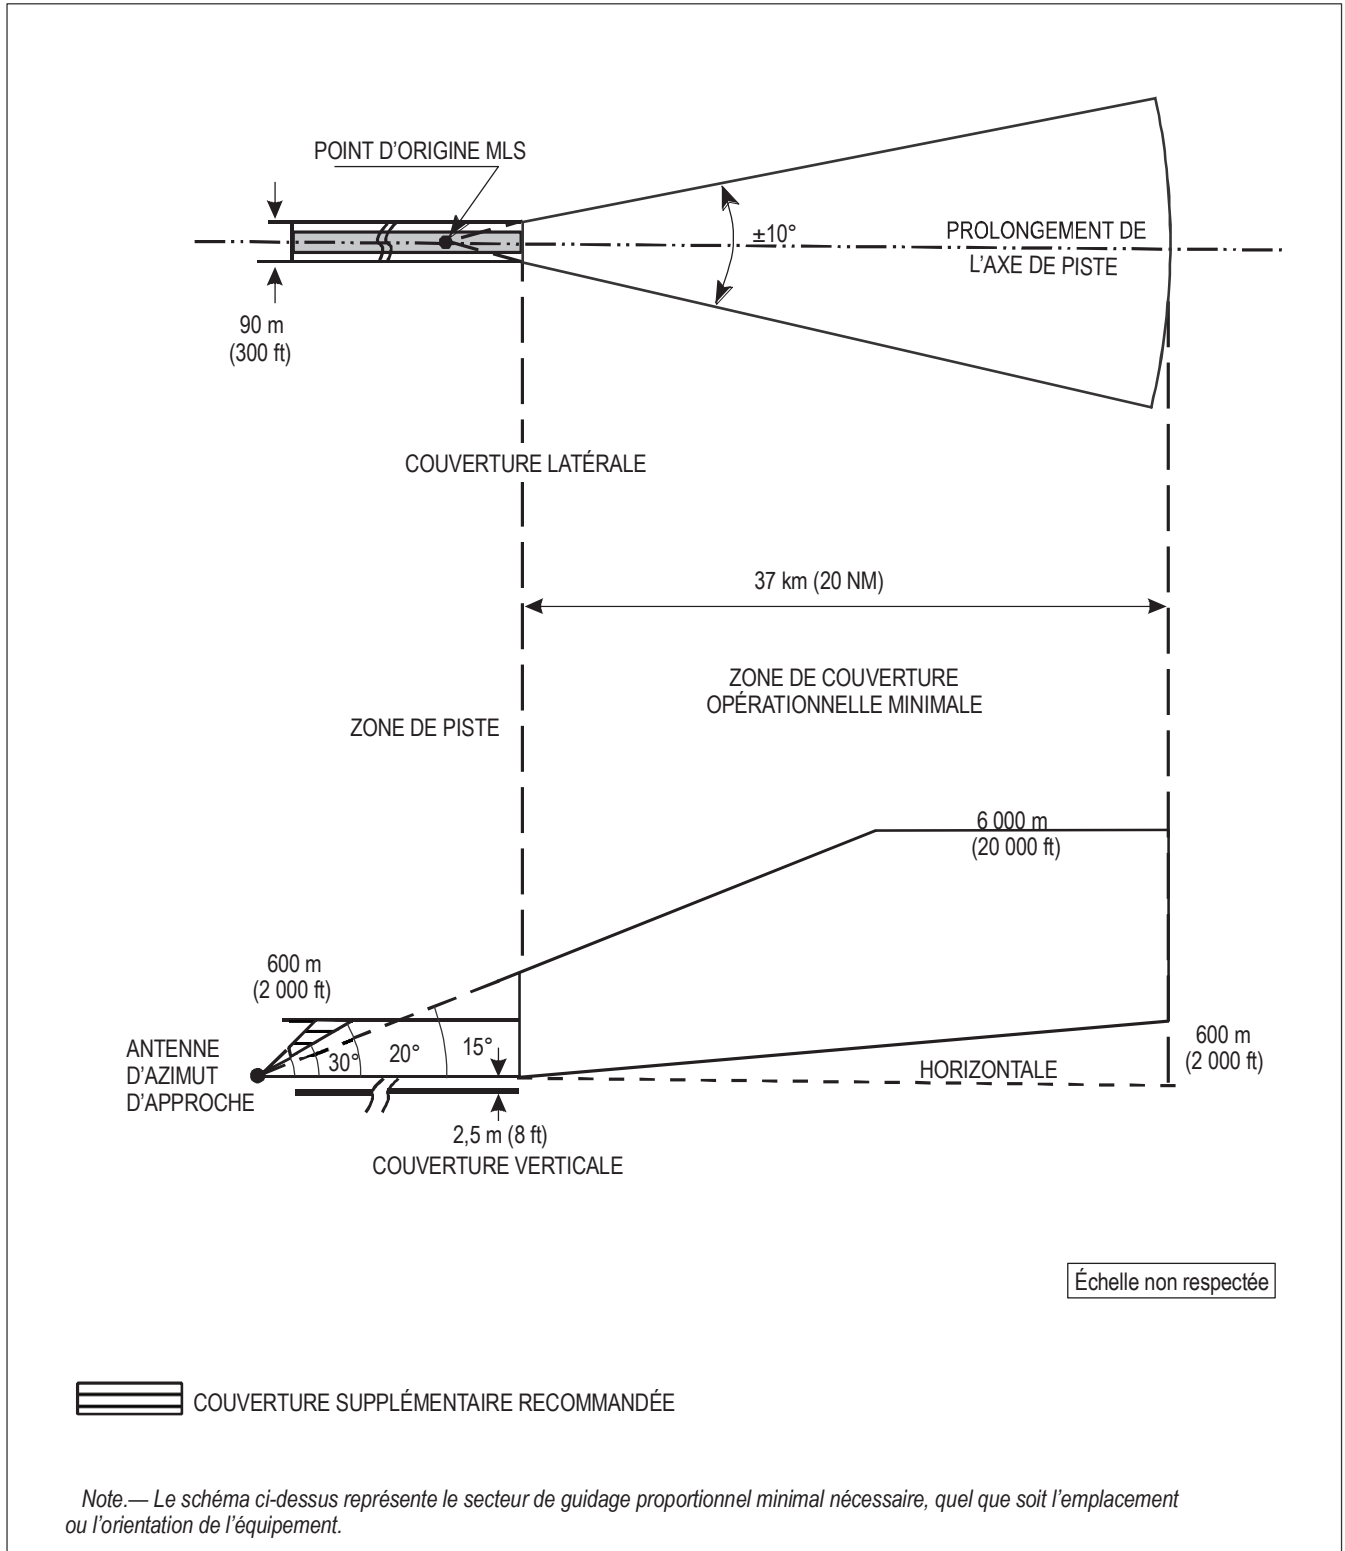 POINT D'ORIGINE MLS
±10°
PROLONGEMENT DE
L'AXE DE PISTE
90 m
(300 ft)
COUVERTURE LATÉRALE
37 km (20 NM)
ZONE DE COUVERTURE
OPÉRATIONNELLE MINIMALE
ZONE DE PISTE
6 000 m
(20 000 ft)
600 m
(2 000 ft)
ANTENNE
D'AZIMUT
D'APPROCHE
30°
20°
15°
600 m
(2 000 ft)
HORIZONTALE
2,5 m (8 ft)
COUVERTURE VERTICALE
Échelle non respectée
COUVERTURE SUPPLÉMENTAIRE RECOMMANDÉE
Note.— Le schéma ci-dessus représente le secteur de guidage proportionnel minimal nécessaire, quel que soit l'emplacement
ou l'orientation de l'équipement.